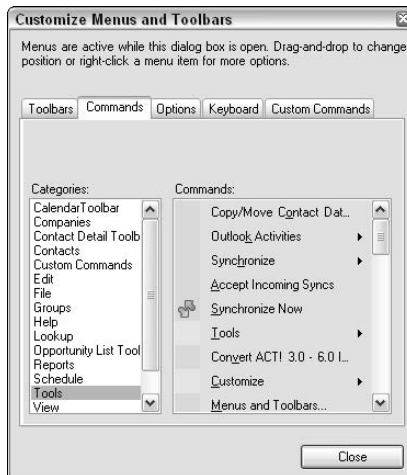 Customize Menus and Toolbars
Menus are active while this dialog box is open. Drag-and-drop to change
position or right-click a menu item for more options.
Toolbars Commands Options Keyboard Custom Commands
Categories:
CalendarToolbar
Companies
Contact Detail Toolb
Contacts
Custom Commands
Edit
File
Groups
Help
Lookup
Opportunity List Tool
Reports
Schedule
Tools
View
Commands:
Copy/Move Contact Dat...
Outlook Activities
Synchronize
Accept Incoming Syncs
Synchronize Now
Tools
Convert ACT! 3.0 - 6.0 I...
Customize
Menus and Toolbars...
Close